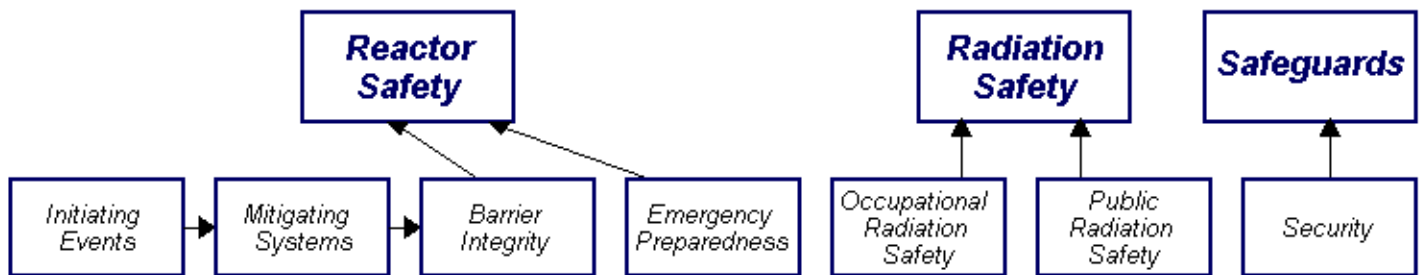 Reactor
Safety
Radiation
Safety
Safeguards
Initiating
Events
Mitigating
Systems
Barrier
Integrity
Emergency
Preparedness
Occupational
Radiation
Safety
Public
Radiation
Safety
Security